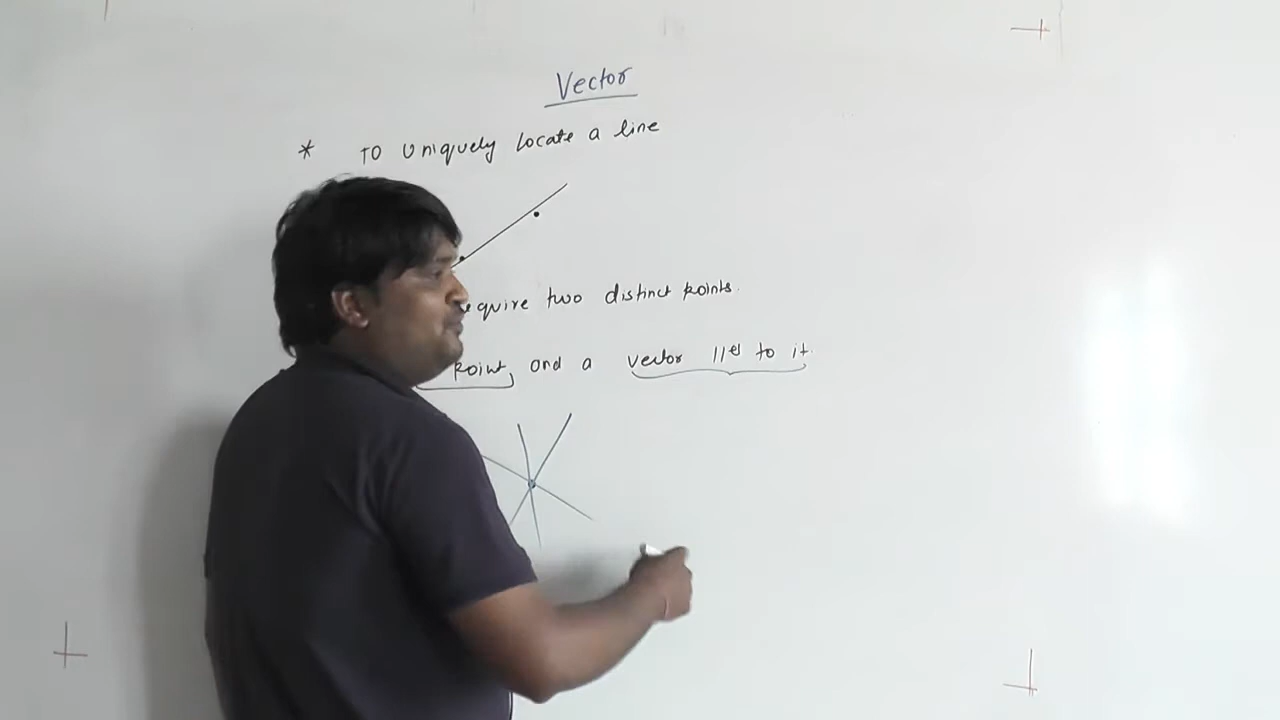 Vector
* TO Uniquely Locate a line
equire two distinct points.
point, and a vector ||el to it.